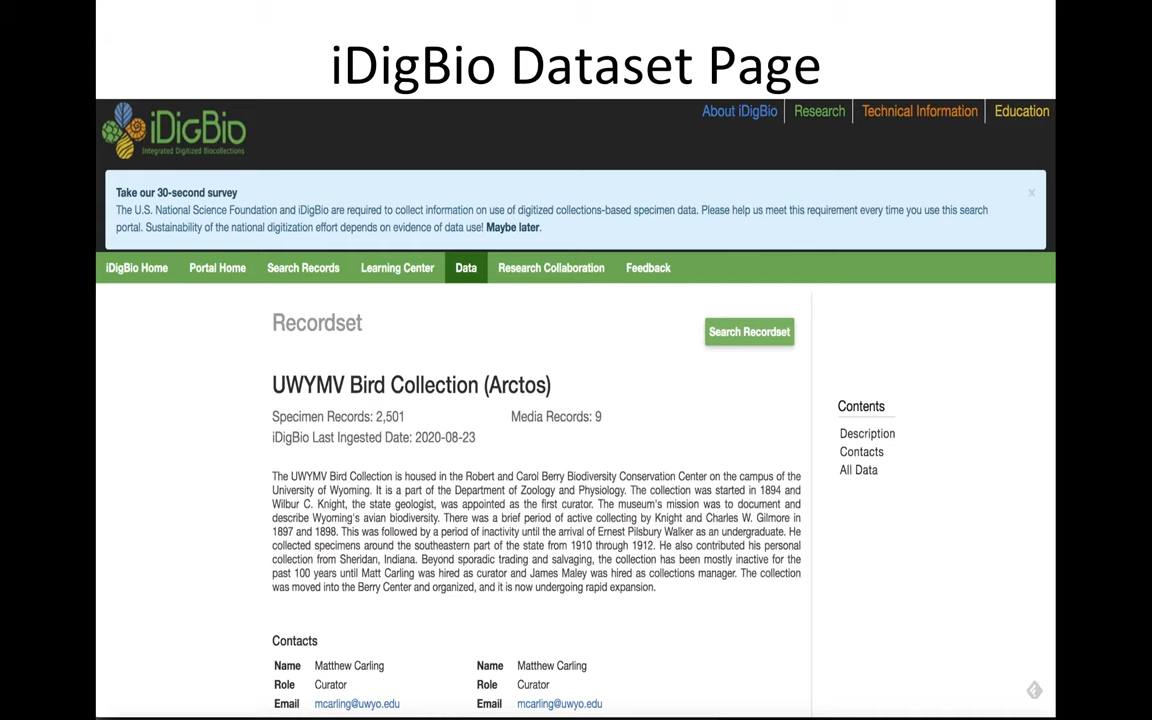 iDigBio Dataset Page
iDigBio
Integrated Digitized Biocollections
About iDigBio Research Technical Information Education
Take our 30-second survey
The U.S. National Science Foundation and iDigBio are required to collect information on use of digitized collections-based specimen data. Please help us meet this requirement every time you use this search
portal. Sustainability of the national digitization effort depends on evidence of data use! Maybe later.
×
iDigBio Home Portal Home Search Records Learning Center Data Research Collaboration Feedback
Recordset
Search Recordset
UWYMV Bird Collection (Arctos)
Specimen Records: 2,501 Media Records: 9
iDigBio Last Ingested Date: 2020-08-23
The UWYMV Bird Collection is housed in the Robert and Carol Berry Biodiversity Conservation Center on the campus of the
University of Wyoming. It is a part of the Department of Zoology and Physiology. The collection was started in 1894 and
Wilbur C. Knight, the state geologist, was appointed as the first curator. The museum's mission was to document and
describe Wyoming's avian biodiversity. There was a brief period of active collecting by Knight and Charles W. Gilmore in
1897 and 1898. This was followed by a period of inactivity until the arrival of Ernest Pilsbury Walker as an undergraduate. He
collected specimens around the southeastern part of the state from 1910 through 1912. He also contributed his personal
collection from Sheridan, Indiana. Beyond sporadic trading and salvaging, the collection has been mostly inactive for the
past 100 years until Matt Carling was hired as curator and James Maley was hired as collections manager. The collection
was moved into the Berry Center and organized, and it is now undergoing rapid expansion.
Contents
Description
Contacts
All Data
Contacts
Name Matthew Carling Name Matthew Carling
Role Curator Role Curator
Email mcarling@uwyo.edu Email mcarling@uwyo.edu